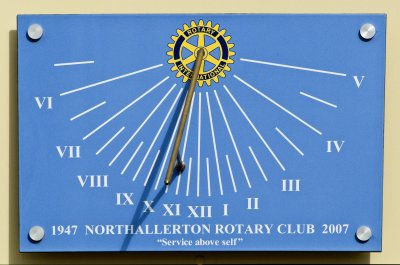 ROTARY
INTERNATIONAL
VI VII VIII IX X XI XII I II III IV V
1947 NORTHALLERTON ROTARY CLUB 2007
"Service above self"